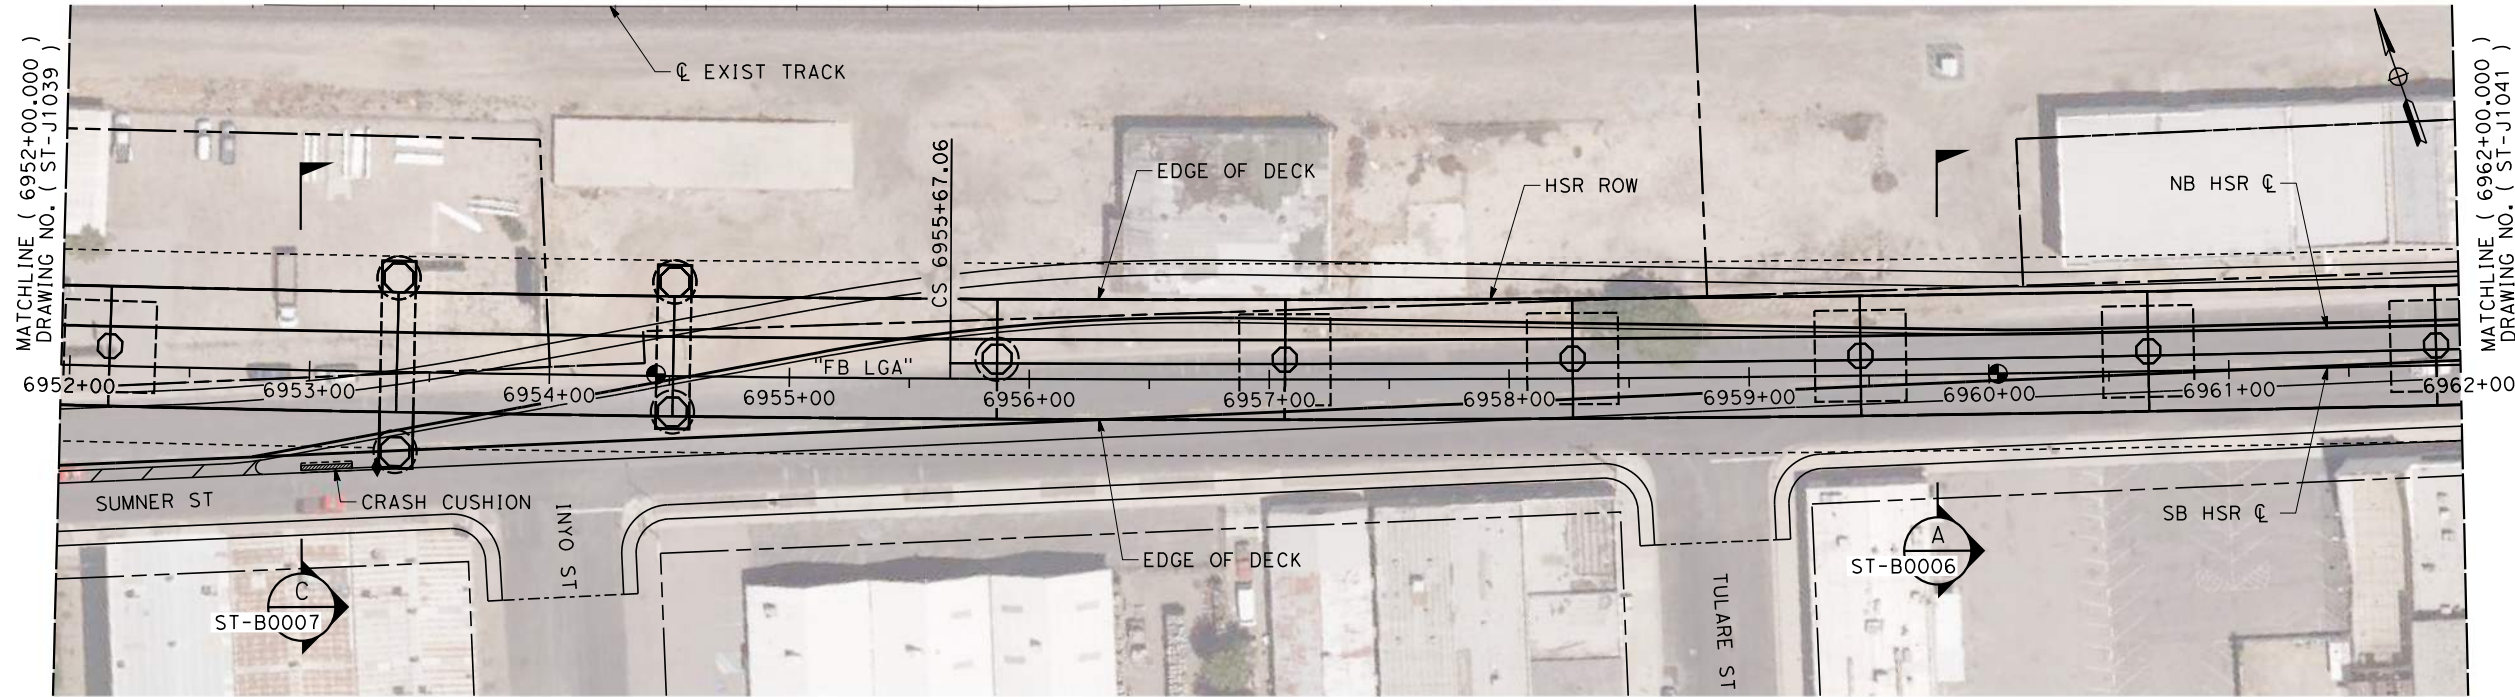 MATCHLINE ( 6952+00.000 )
DRAWING NO. ( ST-J1039 )
℄ EXIST TRACK
CS 6955+67.06
EDGE OF DECK
HSR ROW
NB HSR ℄
MATCHLINE ( 6962+00.000 )
DRAWING NO. ( ST-J1041 )
"FB LGA"
6952+00
6953+00
6954+00
6955+00
6956+00
6957+00
6958+00
6959+00
6960+00
6961+00
6962+00
SUMNER ST
CRASH CUSHION
INYO ST
EDGE OF DECK
SB HSR ℄
A
ST-B0006
C
ST-B0007
TULARE ST